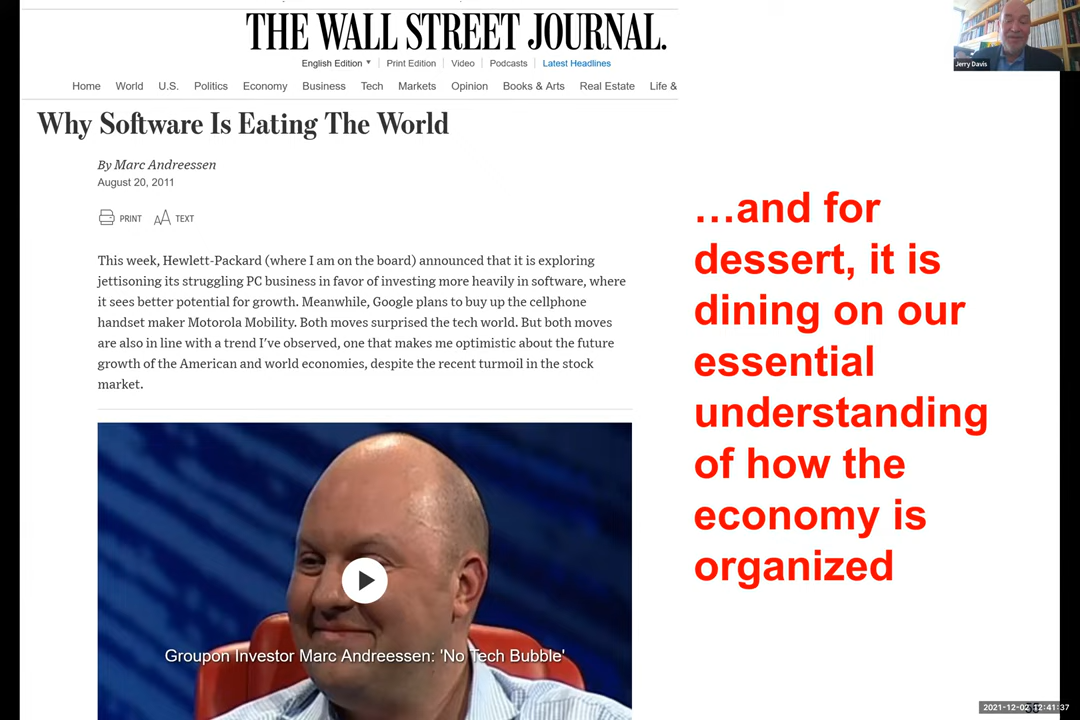 THE WALL STREET JOURNAL.
English Edition
Print Edition
Video
Podcasts
Latest Headlines
Home World U.S. Politics Economy Business Tech Markets Opinion Books & Arts Real Estate Life &
Why Software Is Eating The World
By Marc Andreessen
August 20, 2011
PRINT
AA TEXT
This week, Hewlett-Packard (where I am on the board) announced that it is exploring
jettisoning its struggling PC business in favor of investing more heavily in software, where
it sees better potential for growth. Meanwhile, Google plans to buy up the cellphone
handset maker Motorola Mobility. Both moves surprised the tech world. But both moves
are also in line with a trend I've observed, one that makes me optimistic about the future
growth of the American and world economies, despite the recent turmoil in the stock
market.
Groupon Investor Marc Andreessen: 'No Tech Bubble'
…and for
dessert, it is
dining on our
essential
understanding
of how the
economy is
organized
Jerry Davis
2021-12-02 12:41:37